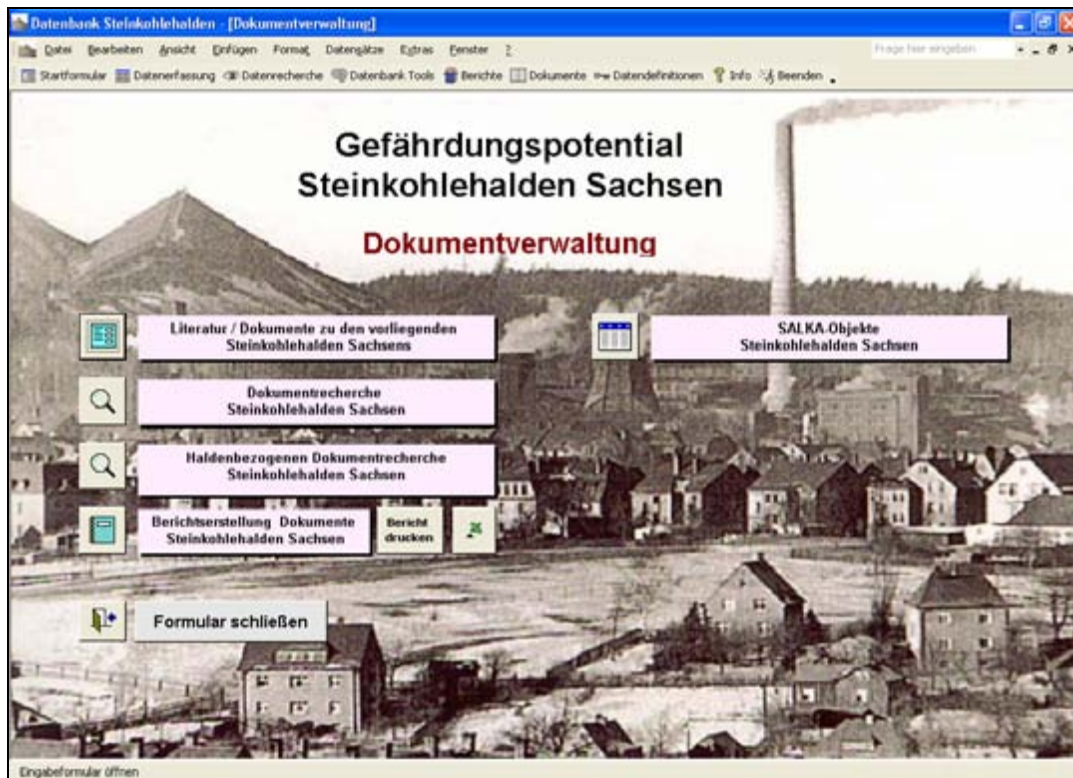 Datenbank Steinkohlehalden - [Dokumentverwaltung]
Datei Bearbeiten Ansicht Einfügen Format Datensätze Extras Fenster ? Frage hier eingeben
Startformular Datenerfassung Datenrecherche Datenbank Tools Berichte Dokumente Datendefinitionen Info Beenden
Gefährdungspotential
Steinkohlehalden Sachsen
Dokumentverwaltung
Literatur / Dokumente zu den vorliegenden
Steinkohlehalden Sachsens
SALKA-Objekte
Steinkohlehalden Sachsen
Dokumentrecherche
Steinkohlehalden Sachsen
Haldenbezogenen Dokumentrecherche
Steinkohlehalden Sachsen
Berichtserstellung Dokumente
Steinkohlehalden Sachsen
Bericht
drucken
Formular schließen
Eingabeformular öffnen